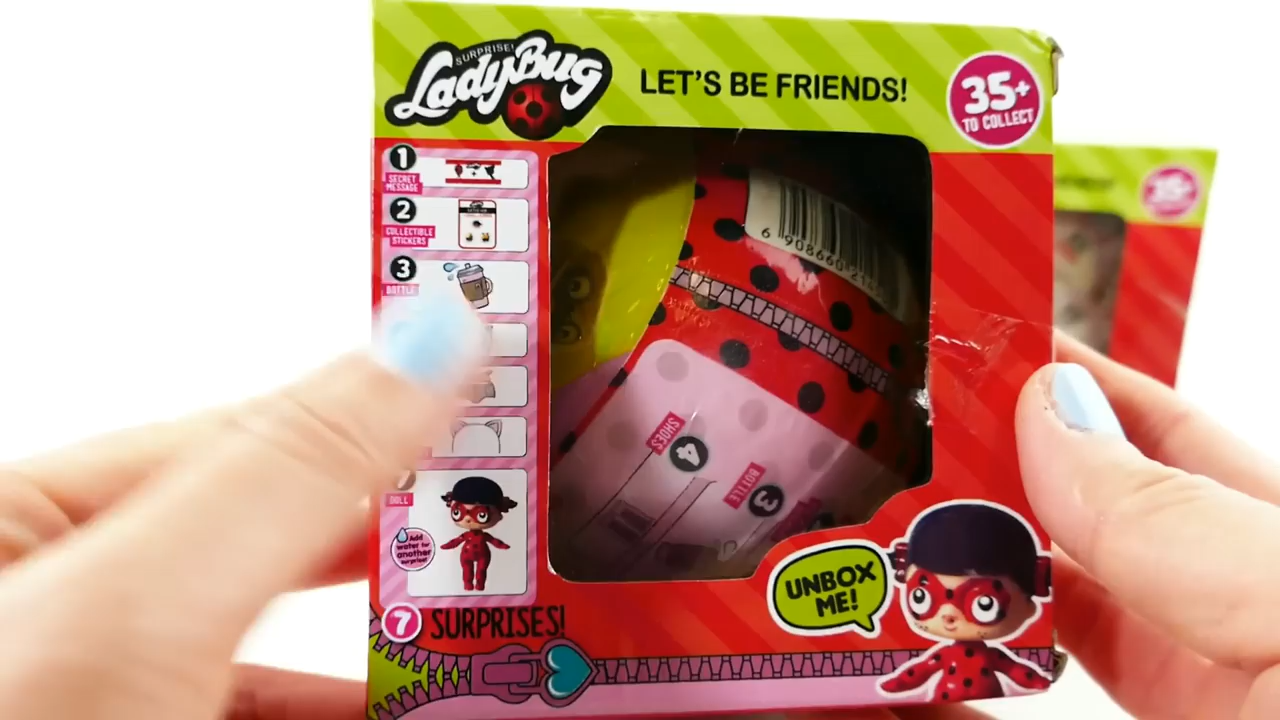 SURPRISE!
LadyBug
LET'S BE FRIENDS!
35+
TO COLLECT
35+
1
SECRET
MESSAGE
2
COLLECTIBLE
STICKERS
3
BOTTLE
6 908660
SHOES
4
BOTTLE
3
7
DOLL
Add
water for
another
surprise!
UNBOX
ME!
7 SURPRISES!